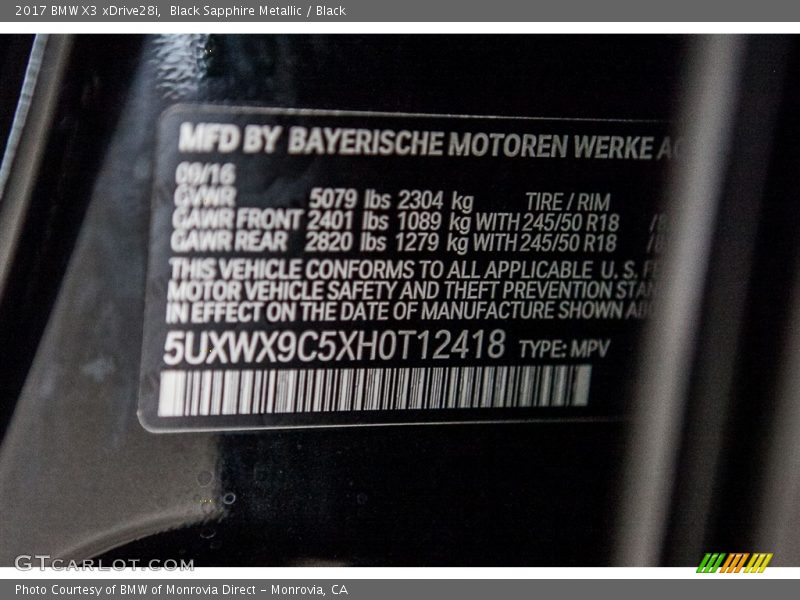 2017 BMW X3 xDrive28i,  Black Sapphire Metallic / Black
MFD BY BAYERISCHE MOTOREN WERKE
09/16
GVWR 5079 lbs 2304 kg TIRE / RIM
GAWR FRONT 2401 lbs 1089 kg WITH 245/50 R18
GAWR REAR 2820 lbs 1279 kg WITH 245/50 R18
THIS VEHICLE CONFORMS TO ALL APPLICABLE U. S.
MOTOR VEHICLE SAFETY AND THEFT PREVENTION
IN EFFECT ON THE DATE OF MANUFACTURE SHOWN
5UXWX9C5XH0T12418 TYPE: MPV
GTCARLOT.COM
Photo Courtesy of BMW of Monrovia Direct – Monrovia, CA